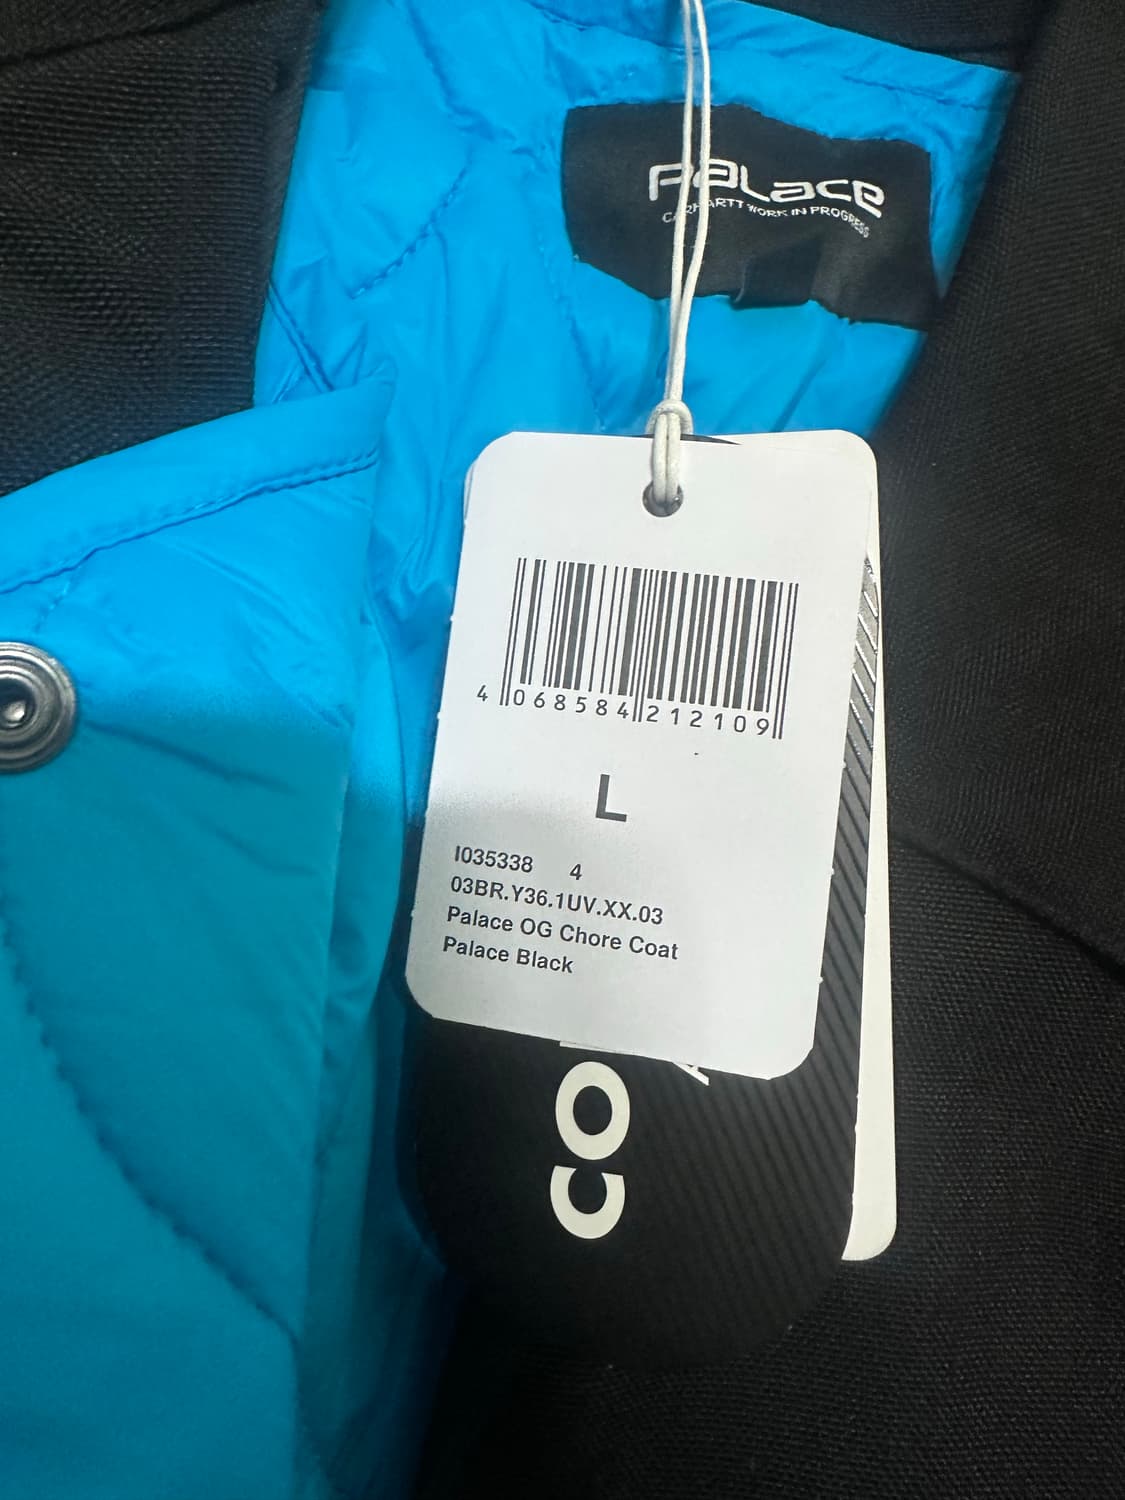 Palace
CARHARTT WORK IN PROGRESS
4 068584 212109
L
I035338 4
03BR.Y36.1UV.XX.03
Palace OG Chore Coat
Palace Black
CO